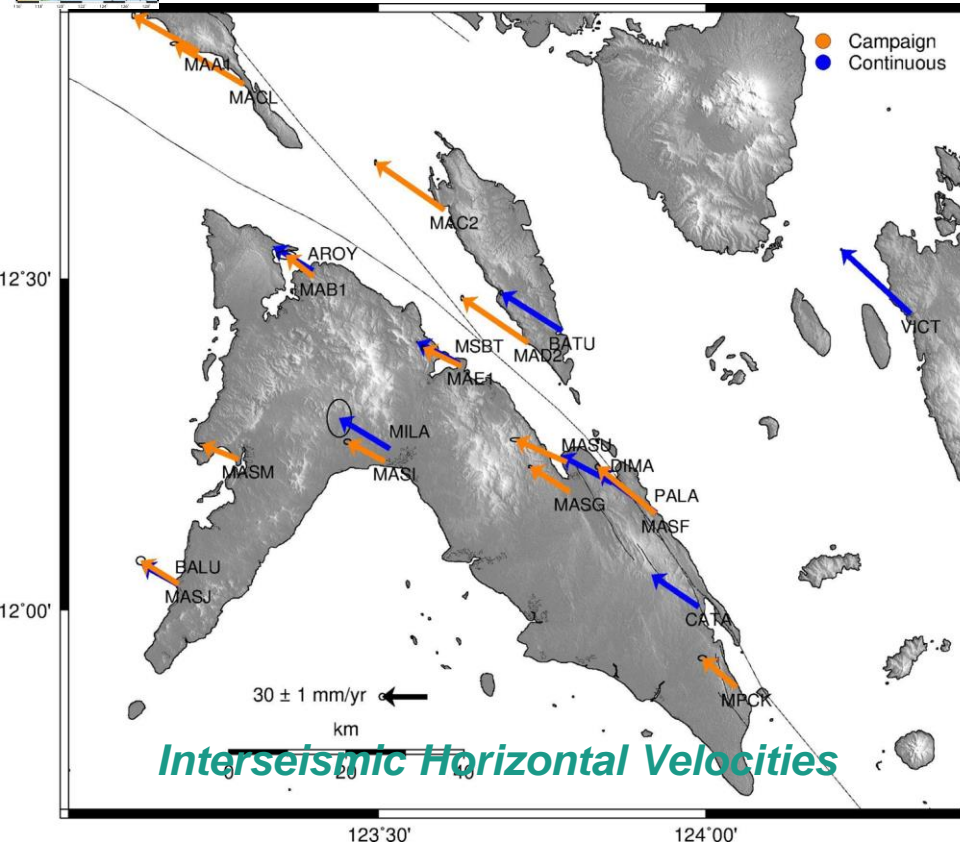 Campaign
Continuous
MAA1
MACL
MAC2
12°30'
AROY
MAB1
VICT
BATU
MAD2
MSBT
MAE1
MILA
MASI
MASM
MASU
DIMA
MASG
PALA
MASF
BALU
MASJ
12°00'
CATA
MPCK
30 ± 1 mm/yr
km
0 20 40
Interseismic Horizontal Velocities
123°30'
124°00'